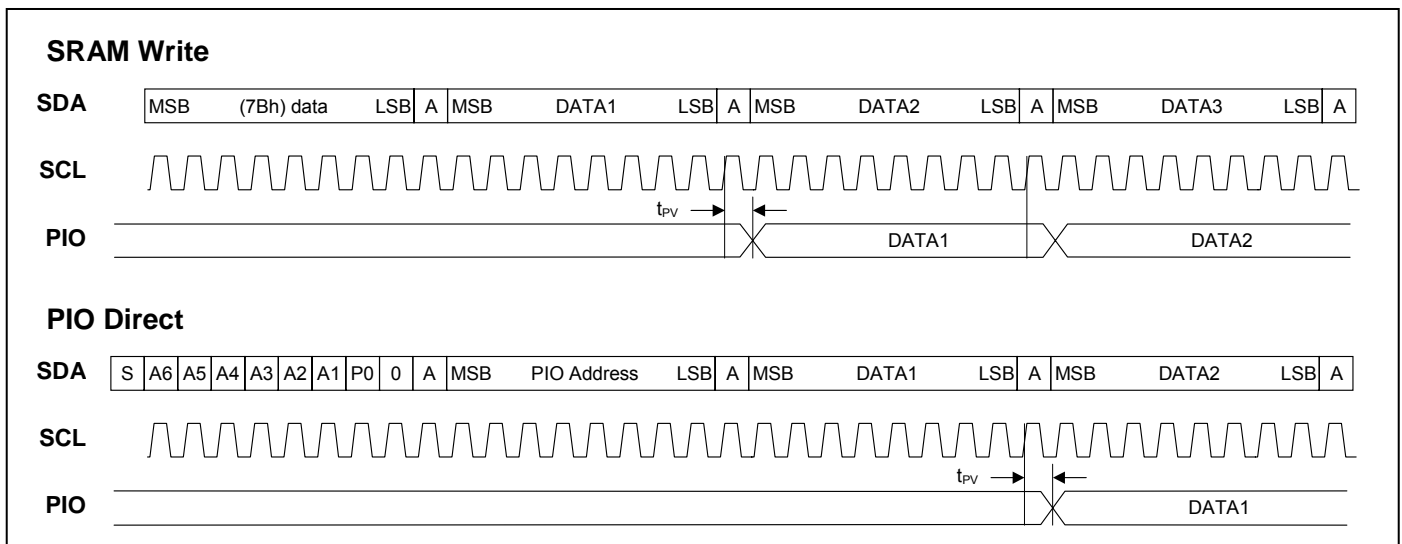 SRAM Write
SDA MSB (7Bh) data LSB A MSB DATA1 LSB A MSB DATA2 LSB A MSB DATA3 LSB A
SCL
tPV
PIO DATA1 DATA2
PIO Direct
SDA S A6 A5 A4 A3 A2 A1 P0 0 A MSB PIO Address LSB A MSB DATA1 LSB A MSB DATA2 LSB A
SCL
tPV
PIO DATA1